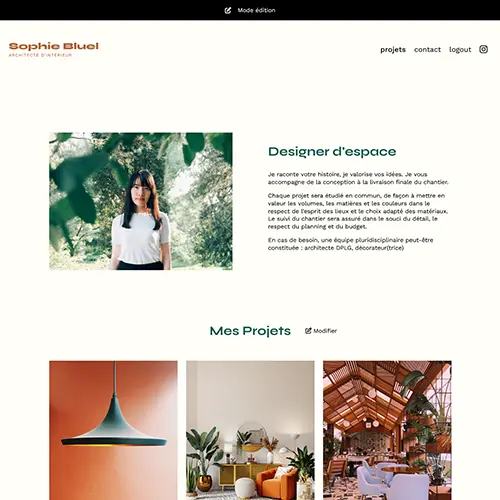 Mode édition
Sophie Bluel
ARCHITECTE D'INTÉRIEUR
projets contact logout
Designer d'espace
Je raconte votre histoire, je valorise vos idées. Je vous
accompagne de la conception à la livraison finale du chantier.
Chaque projet sera étudié en commun, de façon à mettre en
valeur les volumes, les matières et les couleurs dans le
respect de l'esprit des lieux et le choix adapté des matériaux.
Le suivi du chantier sera assuré dans le souci du détail, le
respect du planning et du budget.
En cas de besoin, une équipe pluridisciplinaire peut-être
constituée : architecte DPLG, décorateur(trice)
Mes Projets Modifier